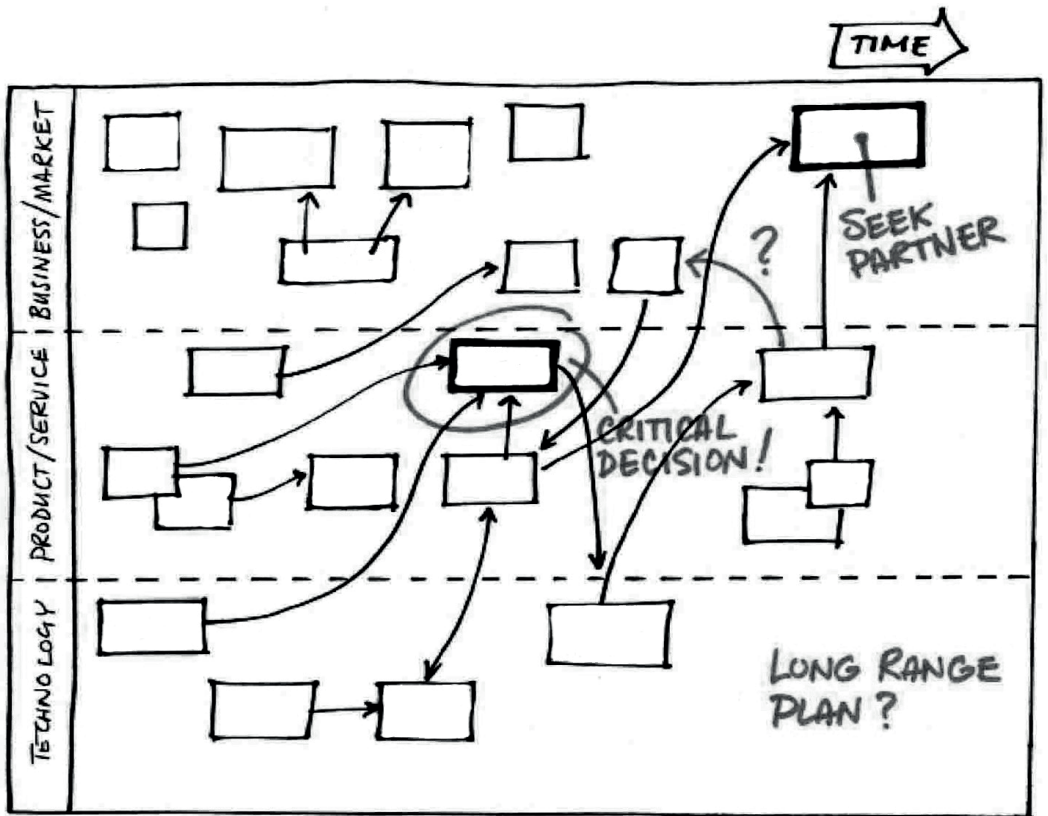 TIME
BUSINESS/MARKET
PRODUCT/SERVICE
TECHNOLOGY
SEEK
PARTNER
?
CRITICAL
DECISION!
LONG RANGE
PLAN?